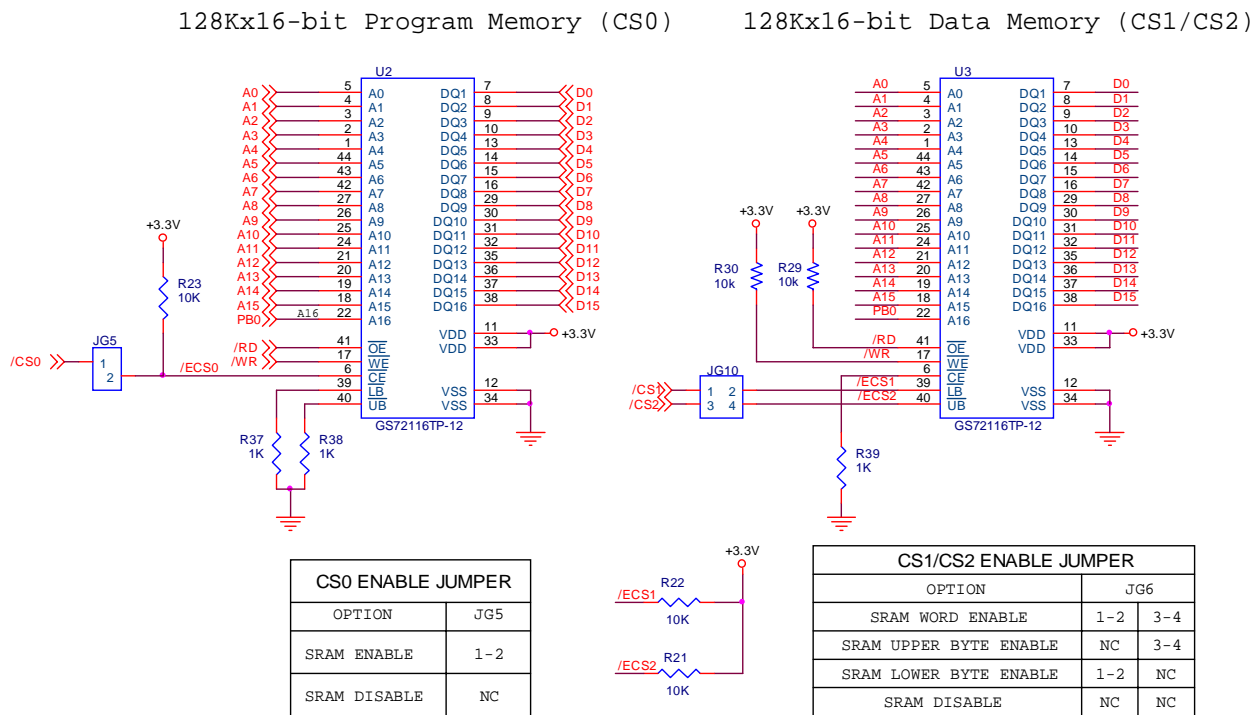 128Kx16-bit Program Memory (CS0)
128Kx16-bit Data Memory (CS1/CS2)
U2
A0 5 A0 DQ1 7 D0
A1 4 A1 DQ2 8 D1
A2 3 A2 DQ3 9 D2
A3 2 A3 DQ4 10 D3
A4 1 A4 DQ5 13 D4
A5 44 A5 DQ6 14 D5
A6 43 A6 DQ7 15 D6
A7 42 A7 DQ8 16 D7
A8 27 A8 DQ9 29 D8
A9 26 A9 DQ10 30 D9
A10 25 A10 DQ11 31 D10
A11 24 A11 DQ12 32 D11
A12 21 A12 DQ13 35 D12
A13 20 A13 DQ14 36 D13
A14 19 A14 DQ15 37 D14
A15 18 A15 DQ16 38 D15
PB0 A16 22 A16
VDD 11 +3.3V
VDD 33
/RD 41 OE
/WR 17 WE
/ECS0 6 CE
39 LB VSS 12
40 UB VSS 34
GS72116TP-12
+3.3V
R23
10K
JG5
/CS0 1
2
R37
1K
R38
1K
U3
A0 5 A0 DQ1 7 D0
A1 4 A1 DQ2 8 D1
A2 3 A2 DQ3 9 D2
A3 2 A3 DQ4 10 D3
A4 1 A4 DQ5 13 D4
A5 44 A5 DQ6 14 D5
A6 43 A6 DQ7 15 D6
A7 42 A7 DQ8 16 D7
A8 27 A8 DQ9 29 D8
A9 26 A9 DQ10 30 D9
A10 25 A10 DQ11 31 D10
A11 24 A11 DQ12 32 D11
A12 21 A12 DQ13 35 D12
A13 20 A13 DQ14 36 D13
A14 19 A14 DQ15 37 D14
A15 18 A15 DQ16 38 D15
PB0 22 A16
VDD 11 +3.3V
VDD 33
/RD 41 OE
/WR 17 WE
6 CE
/ECS1 39 LB VSS 12
/ECS2 40 UB VSS 34
GS72116TP-12
+3.3V +3.3V
R30
10k
R29
10k
JG10
/CS1 1 2
/CS2 3 4
R39
1K
+3.3V
R22
/ECS1
10K
R21
/ECS2
10K
CS0 ENABLE JUMPER
OPTION JG5
SRAM ENABLE 1-2
SRAM DISABLE NC
CS1/CS2 ENABLE JUMPER
OPTION JG6
SRAM WORD ENABLE 1-2 3-4
SRAM UPPER BYTE ENABLE NC 3-4
SRAM LOWER BYTE ENABLE 1-2 NC
SRAM DISABLE NC NC